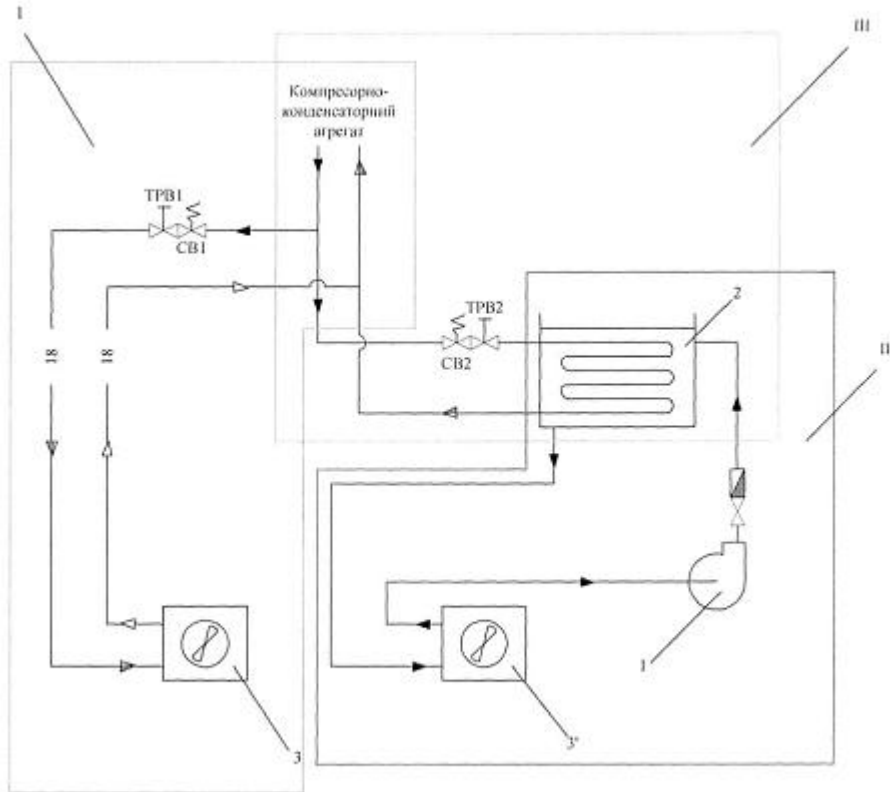 I
III
Компресорно-
конденсаторний
агрегат
ТРВ1
СВ1
ТРВ2
2
18
18
СВ2
II
1
3
3'